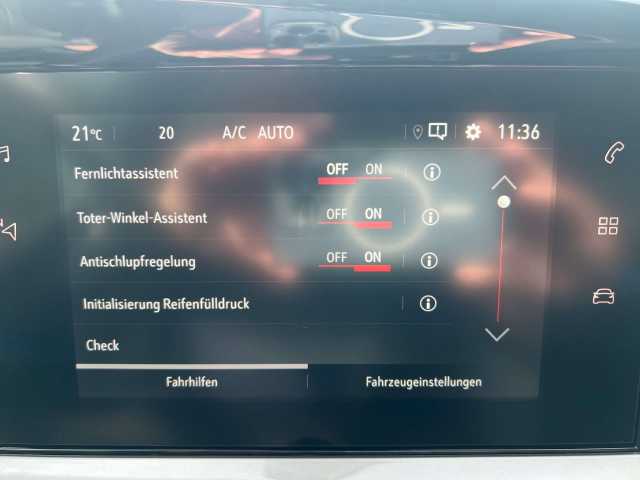 21°C 20 A/C AUTO 11:36
Fernlichtassistent OFF ON
Toter-Winkel-Assistent OFF ON
Antischlupfregelung OFF ON
Initialisierung Reifenfülldruck
Check
Fahrhilfen Fahrzeugeinstellungen